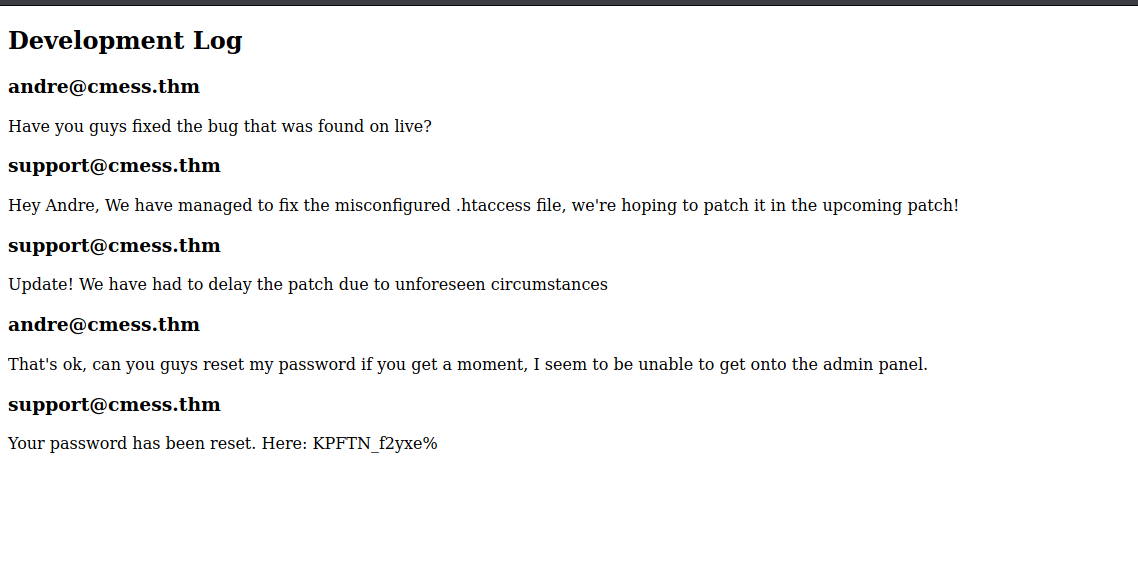 Development Log
andre@cmess.thm
Have you guys fixed the bug that was found on live?
support@cmess.thm
Hey Andre, We have managed to fix the misconfigured .htaccess file, we're hoping to patch it in the upcoming patch!
support@cmess.thm
Update! We have had to delay the patch due to unforeseen circumstances
andre@cmess.thm
That's ok, can you guys reset my password if you get a moment, I seem to be unable to get onto the admin panel.
support@cmess.thm
Your password has been reset. Here: KPFTN_f2yxe%